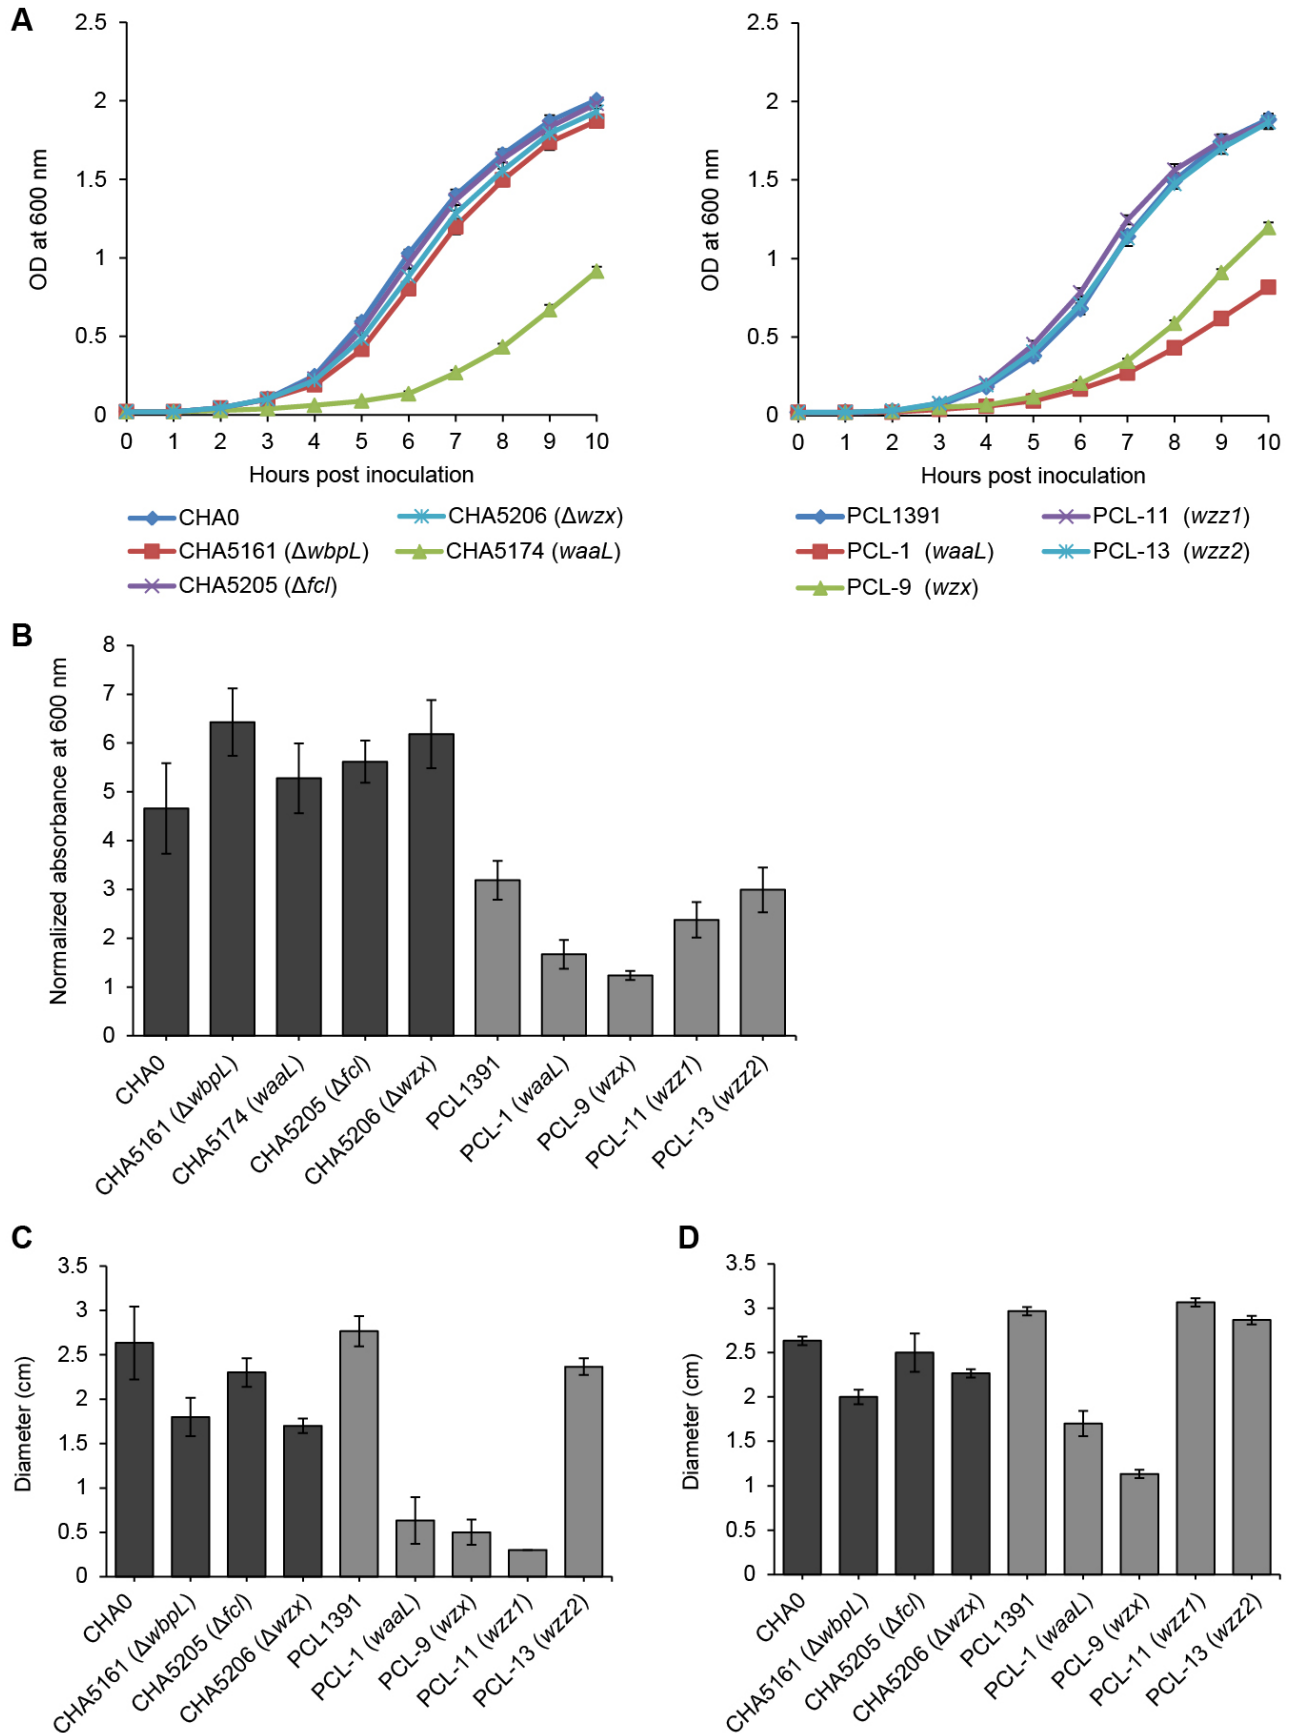 A
2.5
2
1.5
1
0.5
0
OD at 600 nm
0 1 2 3 4 5 6 7 8 9 10
Hours post inoculation
CHA0
CHA5206 (Δwzx)
CHA5161 (ΔwbpL)
CHA5174 (waaL)
CHA5205 (Δfcl)
2.5
2
1.5
1
0.5
0
OD at 600 nm
0 1 2 3 4 5 6 7 8 9 10
Hours post inoculation
PCL1391
PCL-11 (wzz1)
PCL-1 (waaL)
PCL-13 (wzz2)
PCL-9 (wzx)
B
8
7
6
5
4
3
2
1
0
Normalized absorbance at 600 nm
CHA0
CHA5161 (ΔwbpL)
CHA5174 (waaL)
CHA5205 (Δfcl)
CHA5206 (Δwzx)
PCL1391
PCL-1 (waaL)
PCL-9 (wzx)
PCL-11 (wzz1)
PCL-13 (wzz2)
C
3.5
3
2.5
2
1.5
1
0.5
0
Diameter (cm)
CHA0
CHA5161 (ΔwbpL)
CHA5205 (Δfcl)
CHA5206 (Δwzx)
PCL1391
PCL-1 (waaL)
PCL-9 (wzx)
PCL-11 (wzz1)
PCL-13 (wzz2)
D
3.5
3
2.5
2
1.5
1
0.5
0
Diameter (cm)
CHA0
CHA5161 (ΔwbpL)
CHA5205 (Δfcl)
CHA5206 (Δwzx)
PCL1391
PCL-1 (waaL)
PCL-9 (wzx)
PCL-11 (wzz1)
PCL-13 (wzz2)